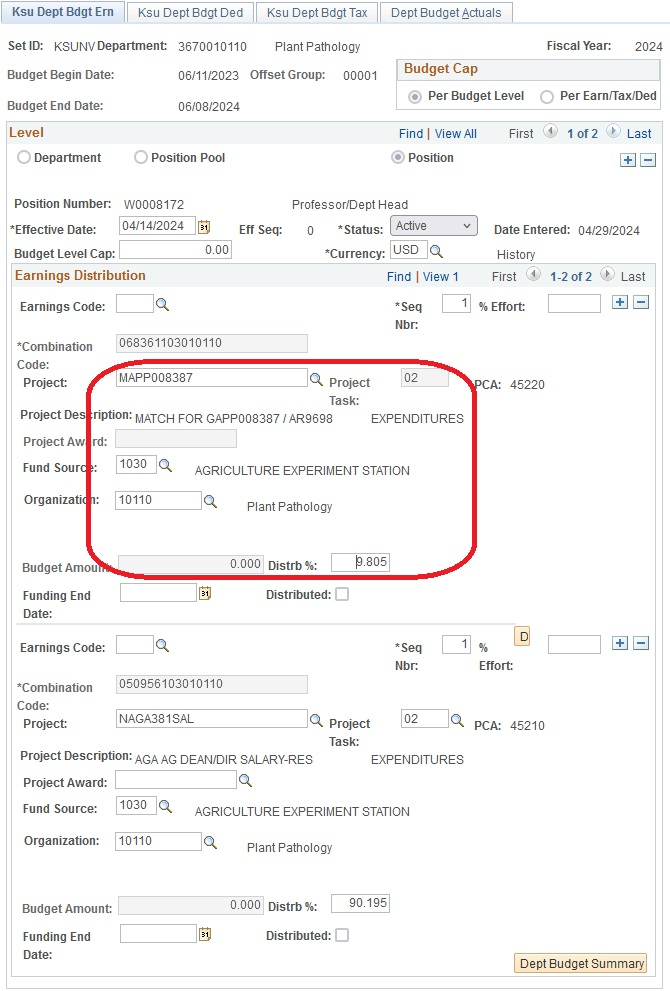 Ksu Dept Bdgt Ern Ksu Dept Bdgt Ded Ksu Dept Bdgt Tax Dept Budget Actuals
Set ID: KSUNV Department: 3670010110 Plant Pathology Fiscal Year: 2024
Budget Begin Date: 06/11/2023 Offset Group: 00001 Budget Cap
Per Budget Level Per Earn/Tax/Ded
Budget End Date: 06/08/2024
Level Find | View All First 1 of 2 Last
Department Position Pool Position
Position Number: W0008172 Professor/Dept Head
*Effective Date: 04/14/2024 31 Eff Seq: 0 *Status: Active Date Entered: 04/29/2024
Budget Level Cap: 0.00 *Currency: USD History
Earnings Distribution Find | View 1 First 1-2 of 2 Last
Earnings Code: *Seq Nbr: 1 % Effort:
*Combination Code: 068361103010110
Project: MAPP008387 Project Task: 02 PCA: 45220
Project Description: MATCH FOR GAPP008387 / AR9698 EXPENDITURES
Project Award:
Fund Source: 1030 AGRICULTURE EXPERIMENT STATION
Organization: 10110 Plant Pathology
Budget Amount: 0.000 Distrb %: 9.805
Funding End Date: 31 Distributed:
Earnings Code: *Seq Nbr: 1 % Effort: D
*Combination Code: 050956103010110
Project: NAGA381SAL Project Task: 02 PCA: 45210
Project Description: AGA AG DEAN/DIR SALARY-RES EXPENDITURES
Project Award:
Fund Source: 1030 AGRICULTURE EXPERIMENT STATION
Organization: 10110 Plant Pathology
Budget Amount: 0.000 Distrb %: 90.195
Funding End Date: 31 Distributed:
Dept Budget Summary